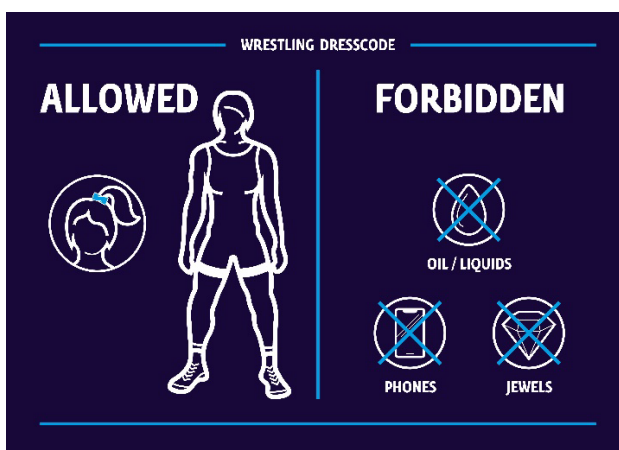 WRESTLING DRESSCODE
ALLOWED
FORBIDDEN
OIL / LIQUIDS
PHONES
JEWELS